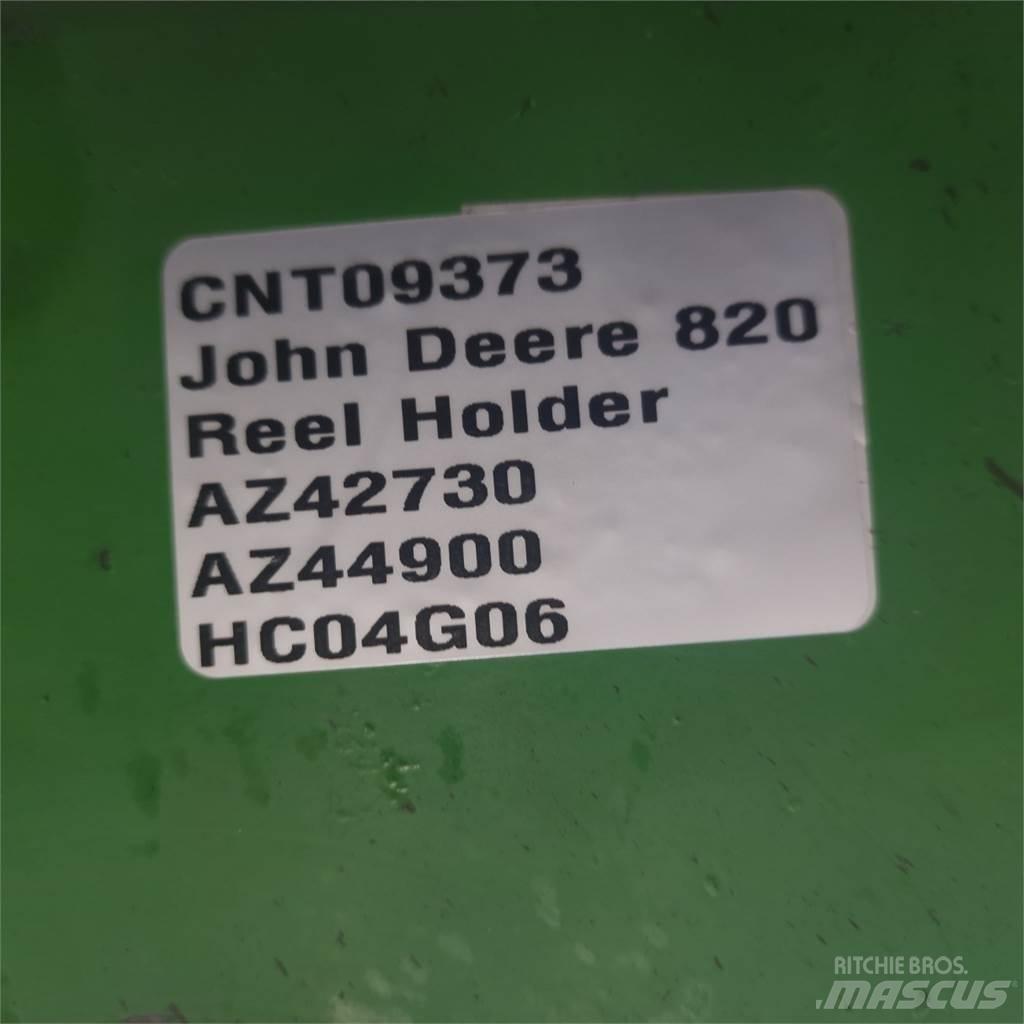 CNT09373
John Deere 820
Reel Holder
AZ42730
AZ44900
HC04G06
RITCHIE BROS.
MASCUS